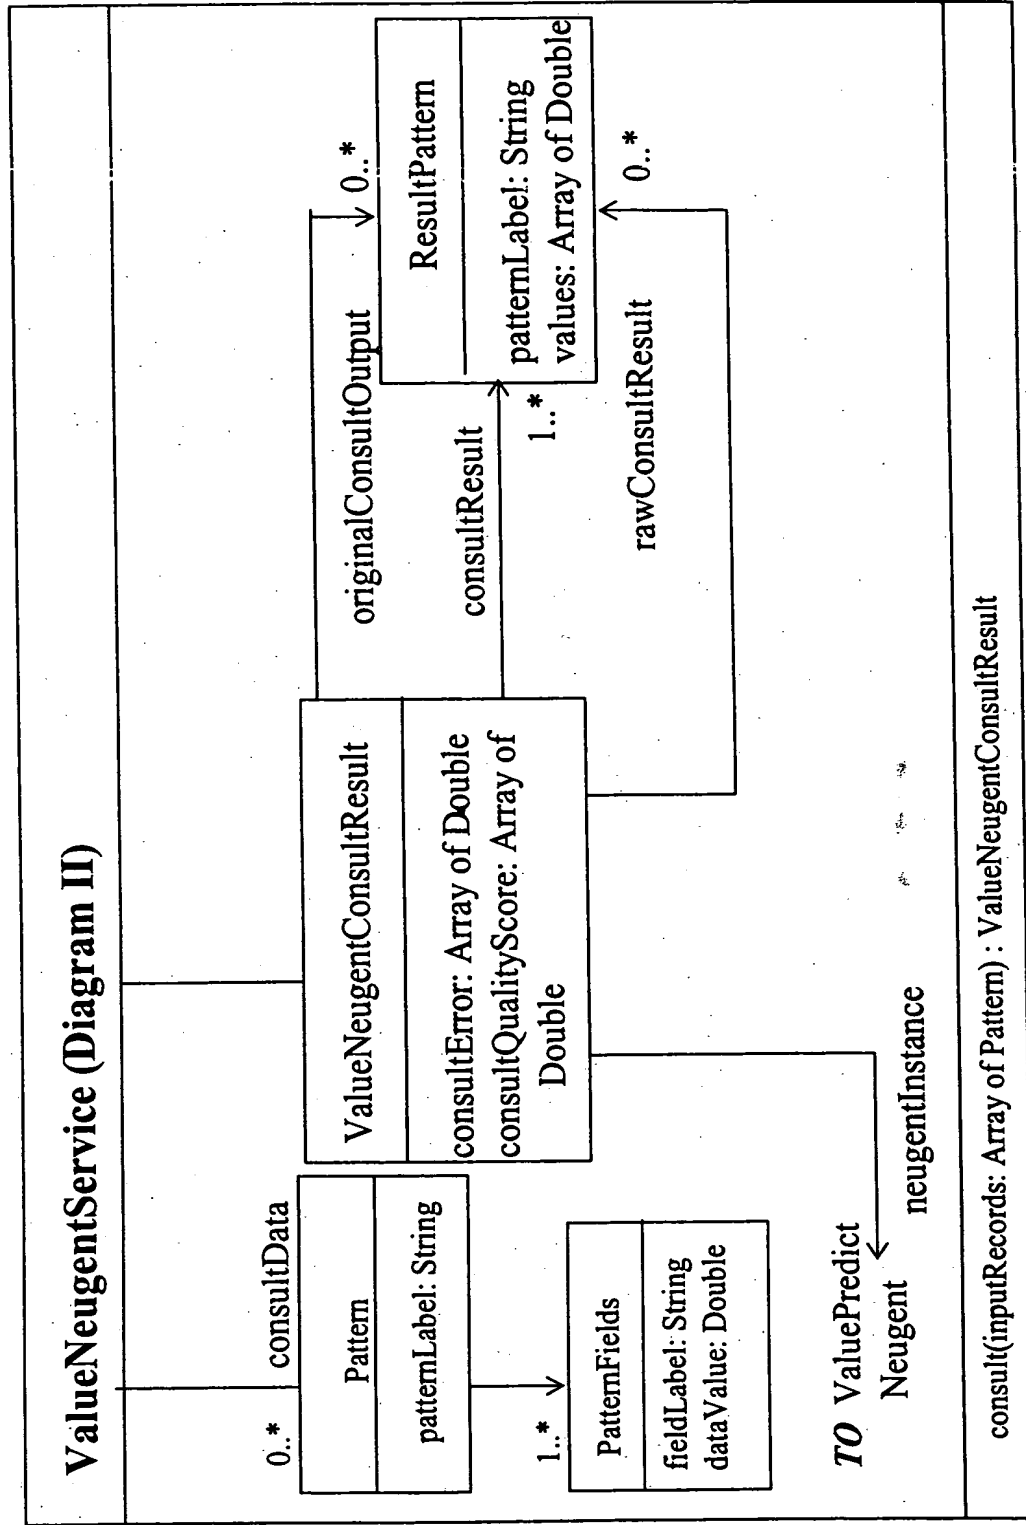 ValueNeugentService (Diagram II)
0..*
consultData
Pattern
patternLabel: String
1..*
PatternFields
fieldLabel: String
dataValue: Double
ValueNeugentConsultResult
consultError: Array of Double
consultQualityScore: Array of
Double
originalConsultOutput
0..*
consultResult
1..*
rawConsultResult
0..*
ResultPattern
patternLabel: String
values: Array of Double
TO ValuePredict
Neugent
neugentInstance
consult(inputRecords: Array of Pattern) : ValueNeugentConsultResult